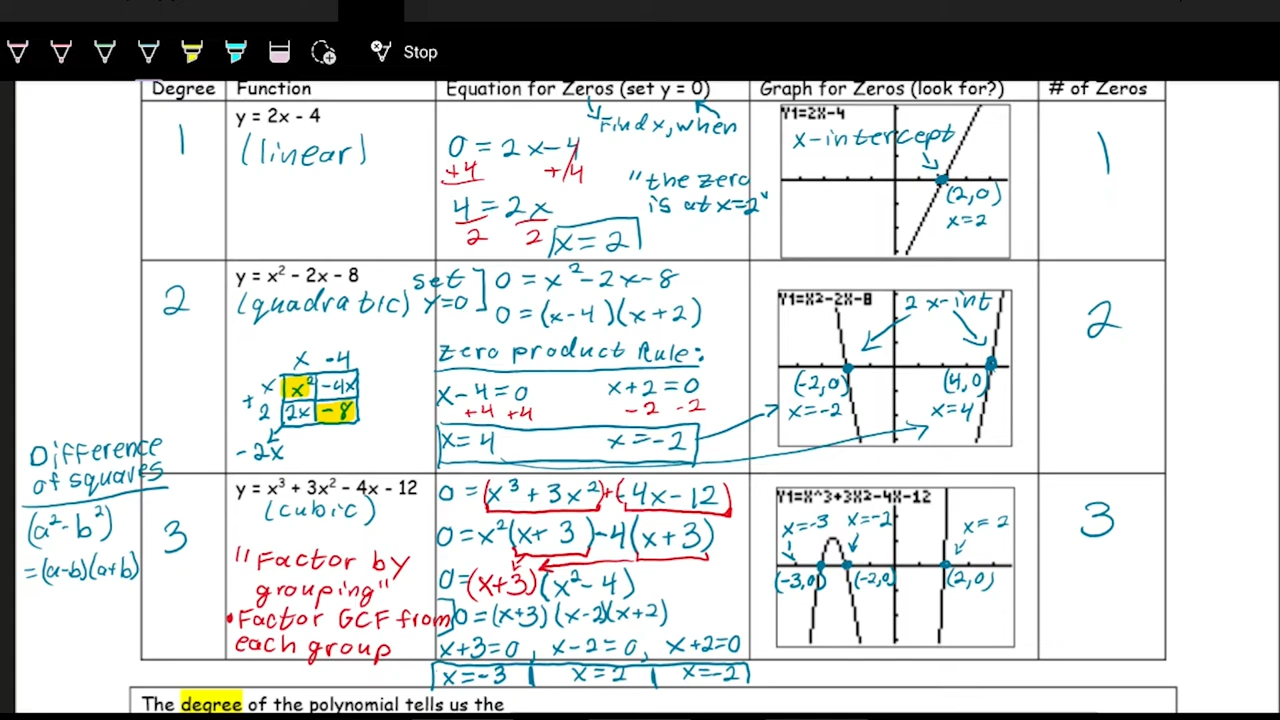 Stop
Degree Function Equation for Zeros (set y = 0) Graph for Zeros (look for?) # of Zeros
1
y = 2x - 4
(linear)
Find x, when
0 = 2x-4
+4 +4
4 = 2x
2 2
x = 2
"the zero
is at x=2"
Y1=2X-4
x-intercept
(2,0)
x=2
1
2
y = x² - 2x - 8
(quadratic)
x -4
x x² -4x
+
2 2x -8
-2x
set
y=0
0 = x²-2x-8
0 = (x-4)(x+2)
Zero product Rule:
x-4=0 x+2=0
+4 +4 -2 -2
x=4 x=-2
Y1=X2-2X-8
2 x-int
(-2,0) (4,0)
x=-2 x=4
2
Difference
of squares
(a²-b²)
=(a-b)(a+b)
3
y = x³ + 3x² - 4x - 12
(cubic)
"Factor by
grouping"
•Factor GCF from
each group
0=(x³+3x²)+(-4x-12)
0=x²(x+3)-4(x+3)
0=(x+3)(x²-4)
0=(x+3)(x-2)(x+2)
x+3=0, x-2=0, x+2=0
x=-3 x=2 x=-2
Y1=X^3+3X2-4X-12
x=-3 x=-2 x=2
(-3,0) (-2,0) (2,0)
3
The degree of the polynomial tells us the